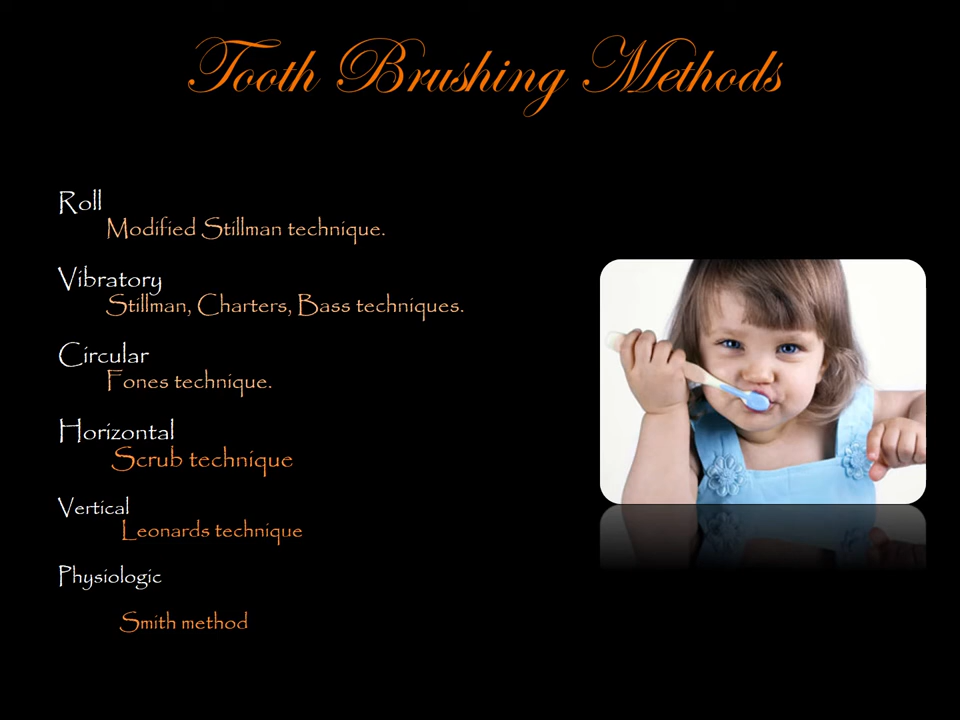 Tooth Brushing Methods
Roll
Modified Stillman technique.
Vibratory
Stillman, Charters, Bass techniques.
Circular
Fones technique.
Horizontal
Scrub technique
Vertical
Leonards technique
Physiologic
Smith method